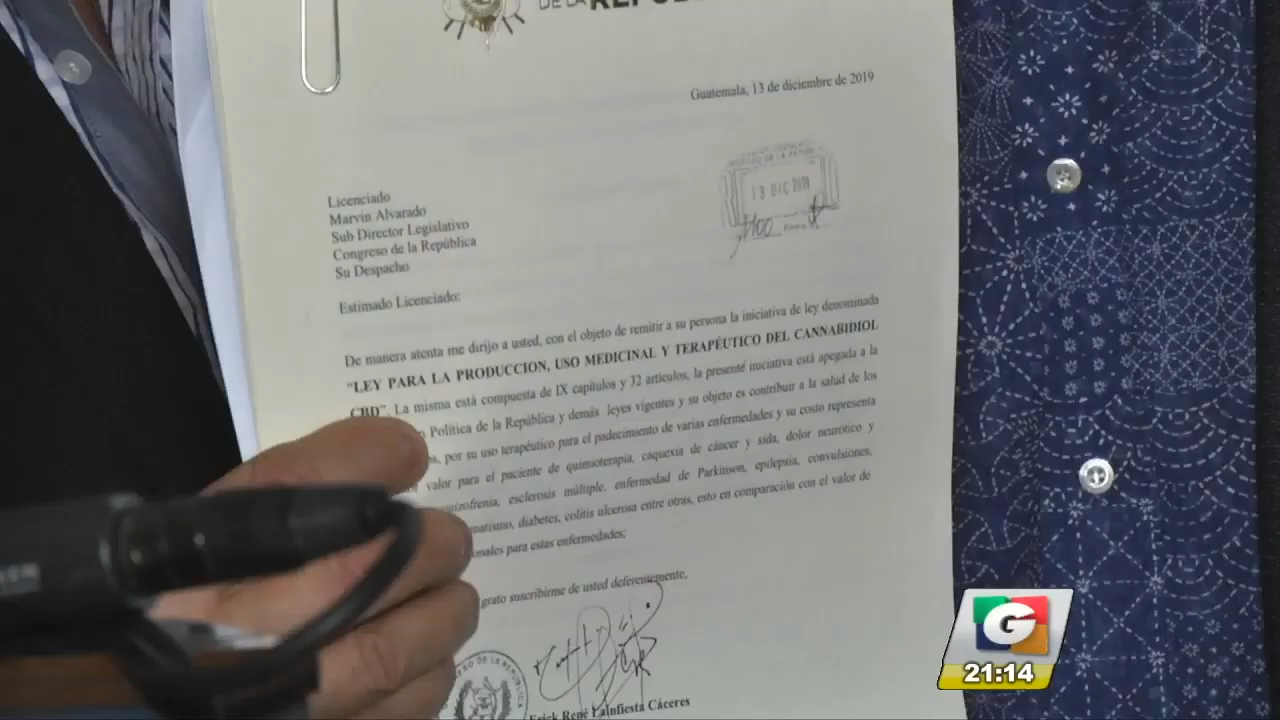 DE LA
Guatemala, 13 de diciembre de 2019
13 DIC 2019
Licenciado
Marvin Alvarado
Sub Director Legislativo
Congreso de la República
Su Despacho
Estimado Licenciado:
De manera atenta me dirijo a usted, con el objeto de remitir a su persona la iniciativa de ley denominada
"LEY PARA LA PRODUCCION, USO MEDICINAL Y TERAPÉUTICO DEL CANNABIDIOL
CBD". La misma está compuesta de IX capítulos y 32 artículos, la presente iniciativa está apegada a la
Política de la República y demás leyes vigentes y su objeto es contribuir a la salud de los
por su uso terapéutico para el padecimiento de varias enfermedades y su costo representa
valor para el paciente de quimioterapia, caquexia de cáncer y sida, dolor neurótico y
esclerosis múltiple, enfermedad de Parkinson, epilepsia, convulsiones,
diabetes, colitis ulcerosa entre otras, esto en comparación con el valor de
para estas enfermedades;
grato suscribirme de usted deferentemente,
Erick René Lainfiesta Cáceres
G
21:14